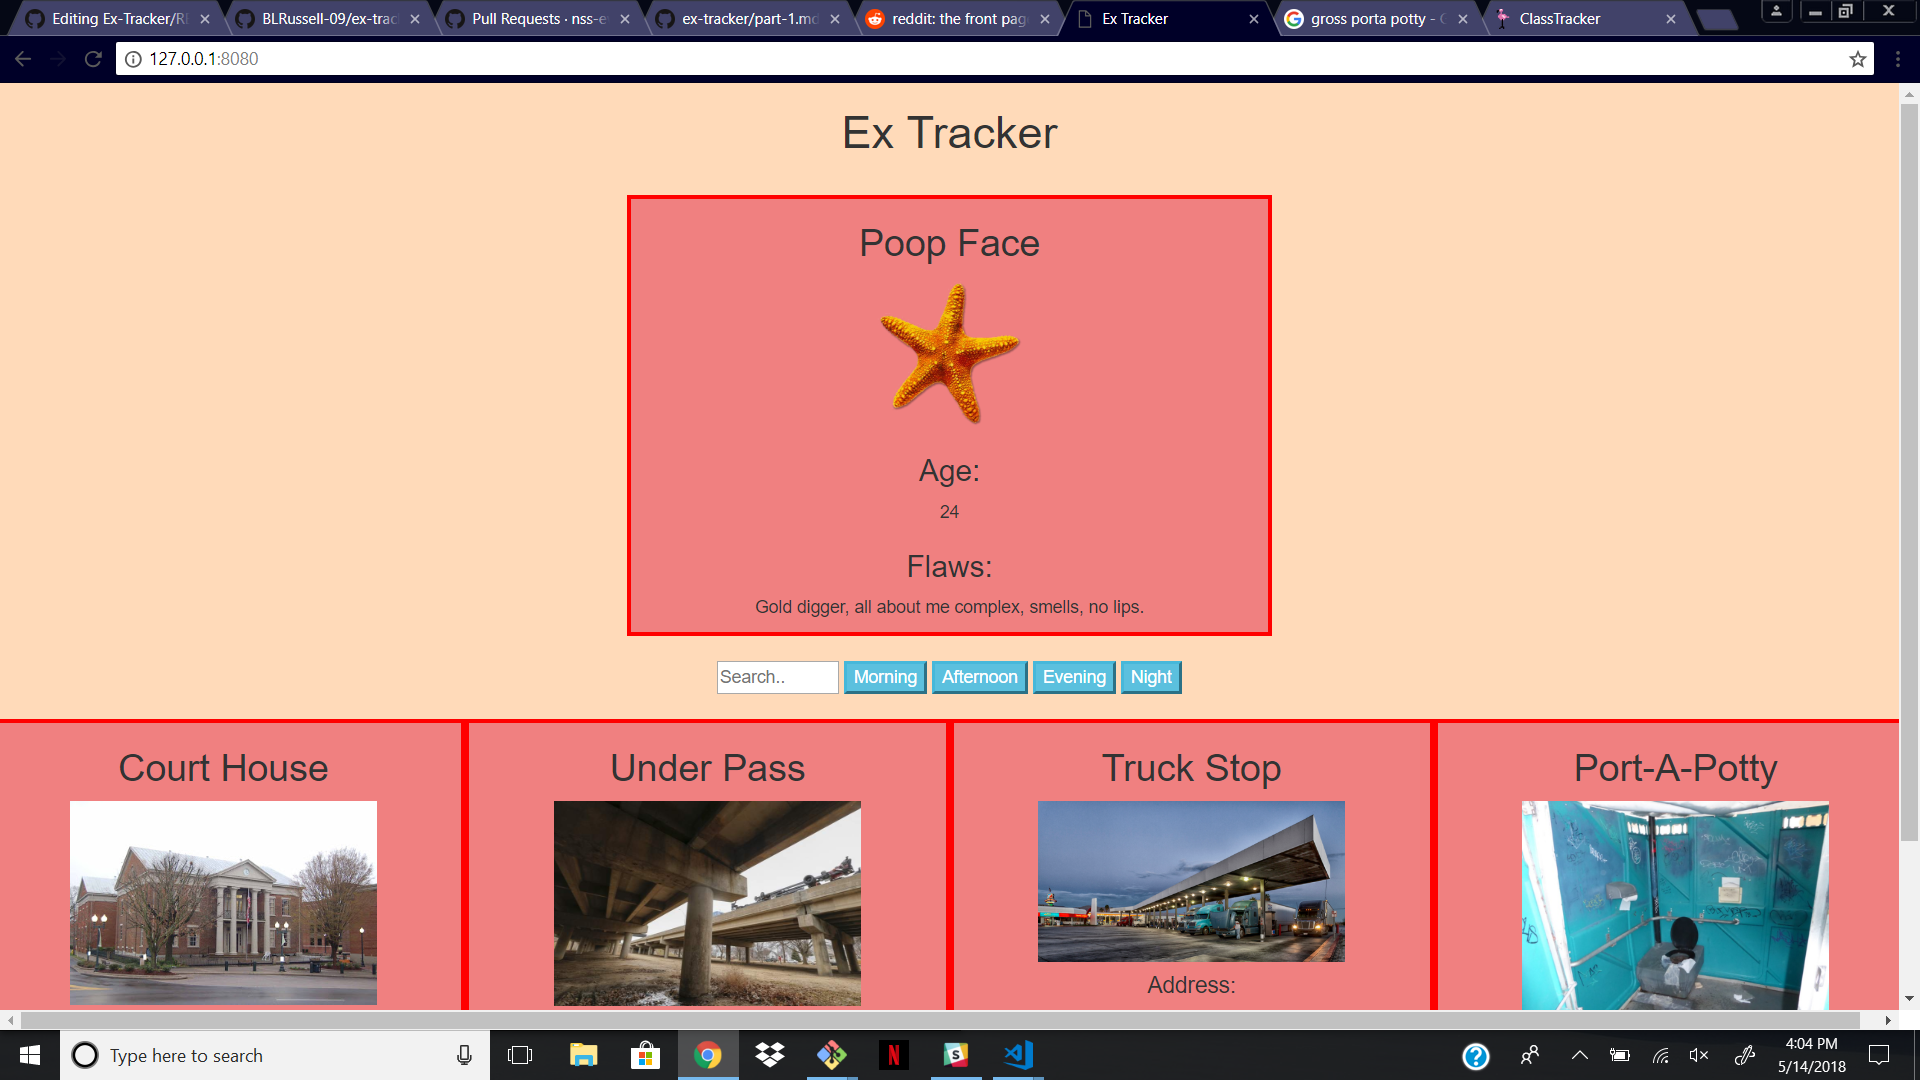 Editing Ex-Tracker/RE
BLRussell-09/ex-trac
Pull Requests · nss-e
ex-tracker/part-1.md
reddit: the front pag
Ex Tracker
gross porta potty - G
ClassTracker
127.0.0.1:8080
Ex Tracker
Poop Face
Age:
24
Flaws:
Gold digger, all about me complex, smells, no lips.
Search.. Morning Afternoon Evening Night
Court House
Under Pass
Truck Stop
Port-A-Potty
Address:
Type here to search
4:04 PM
5/14/2018